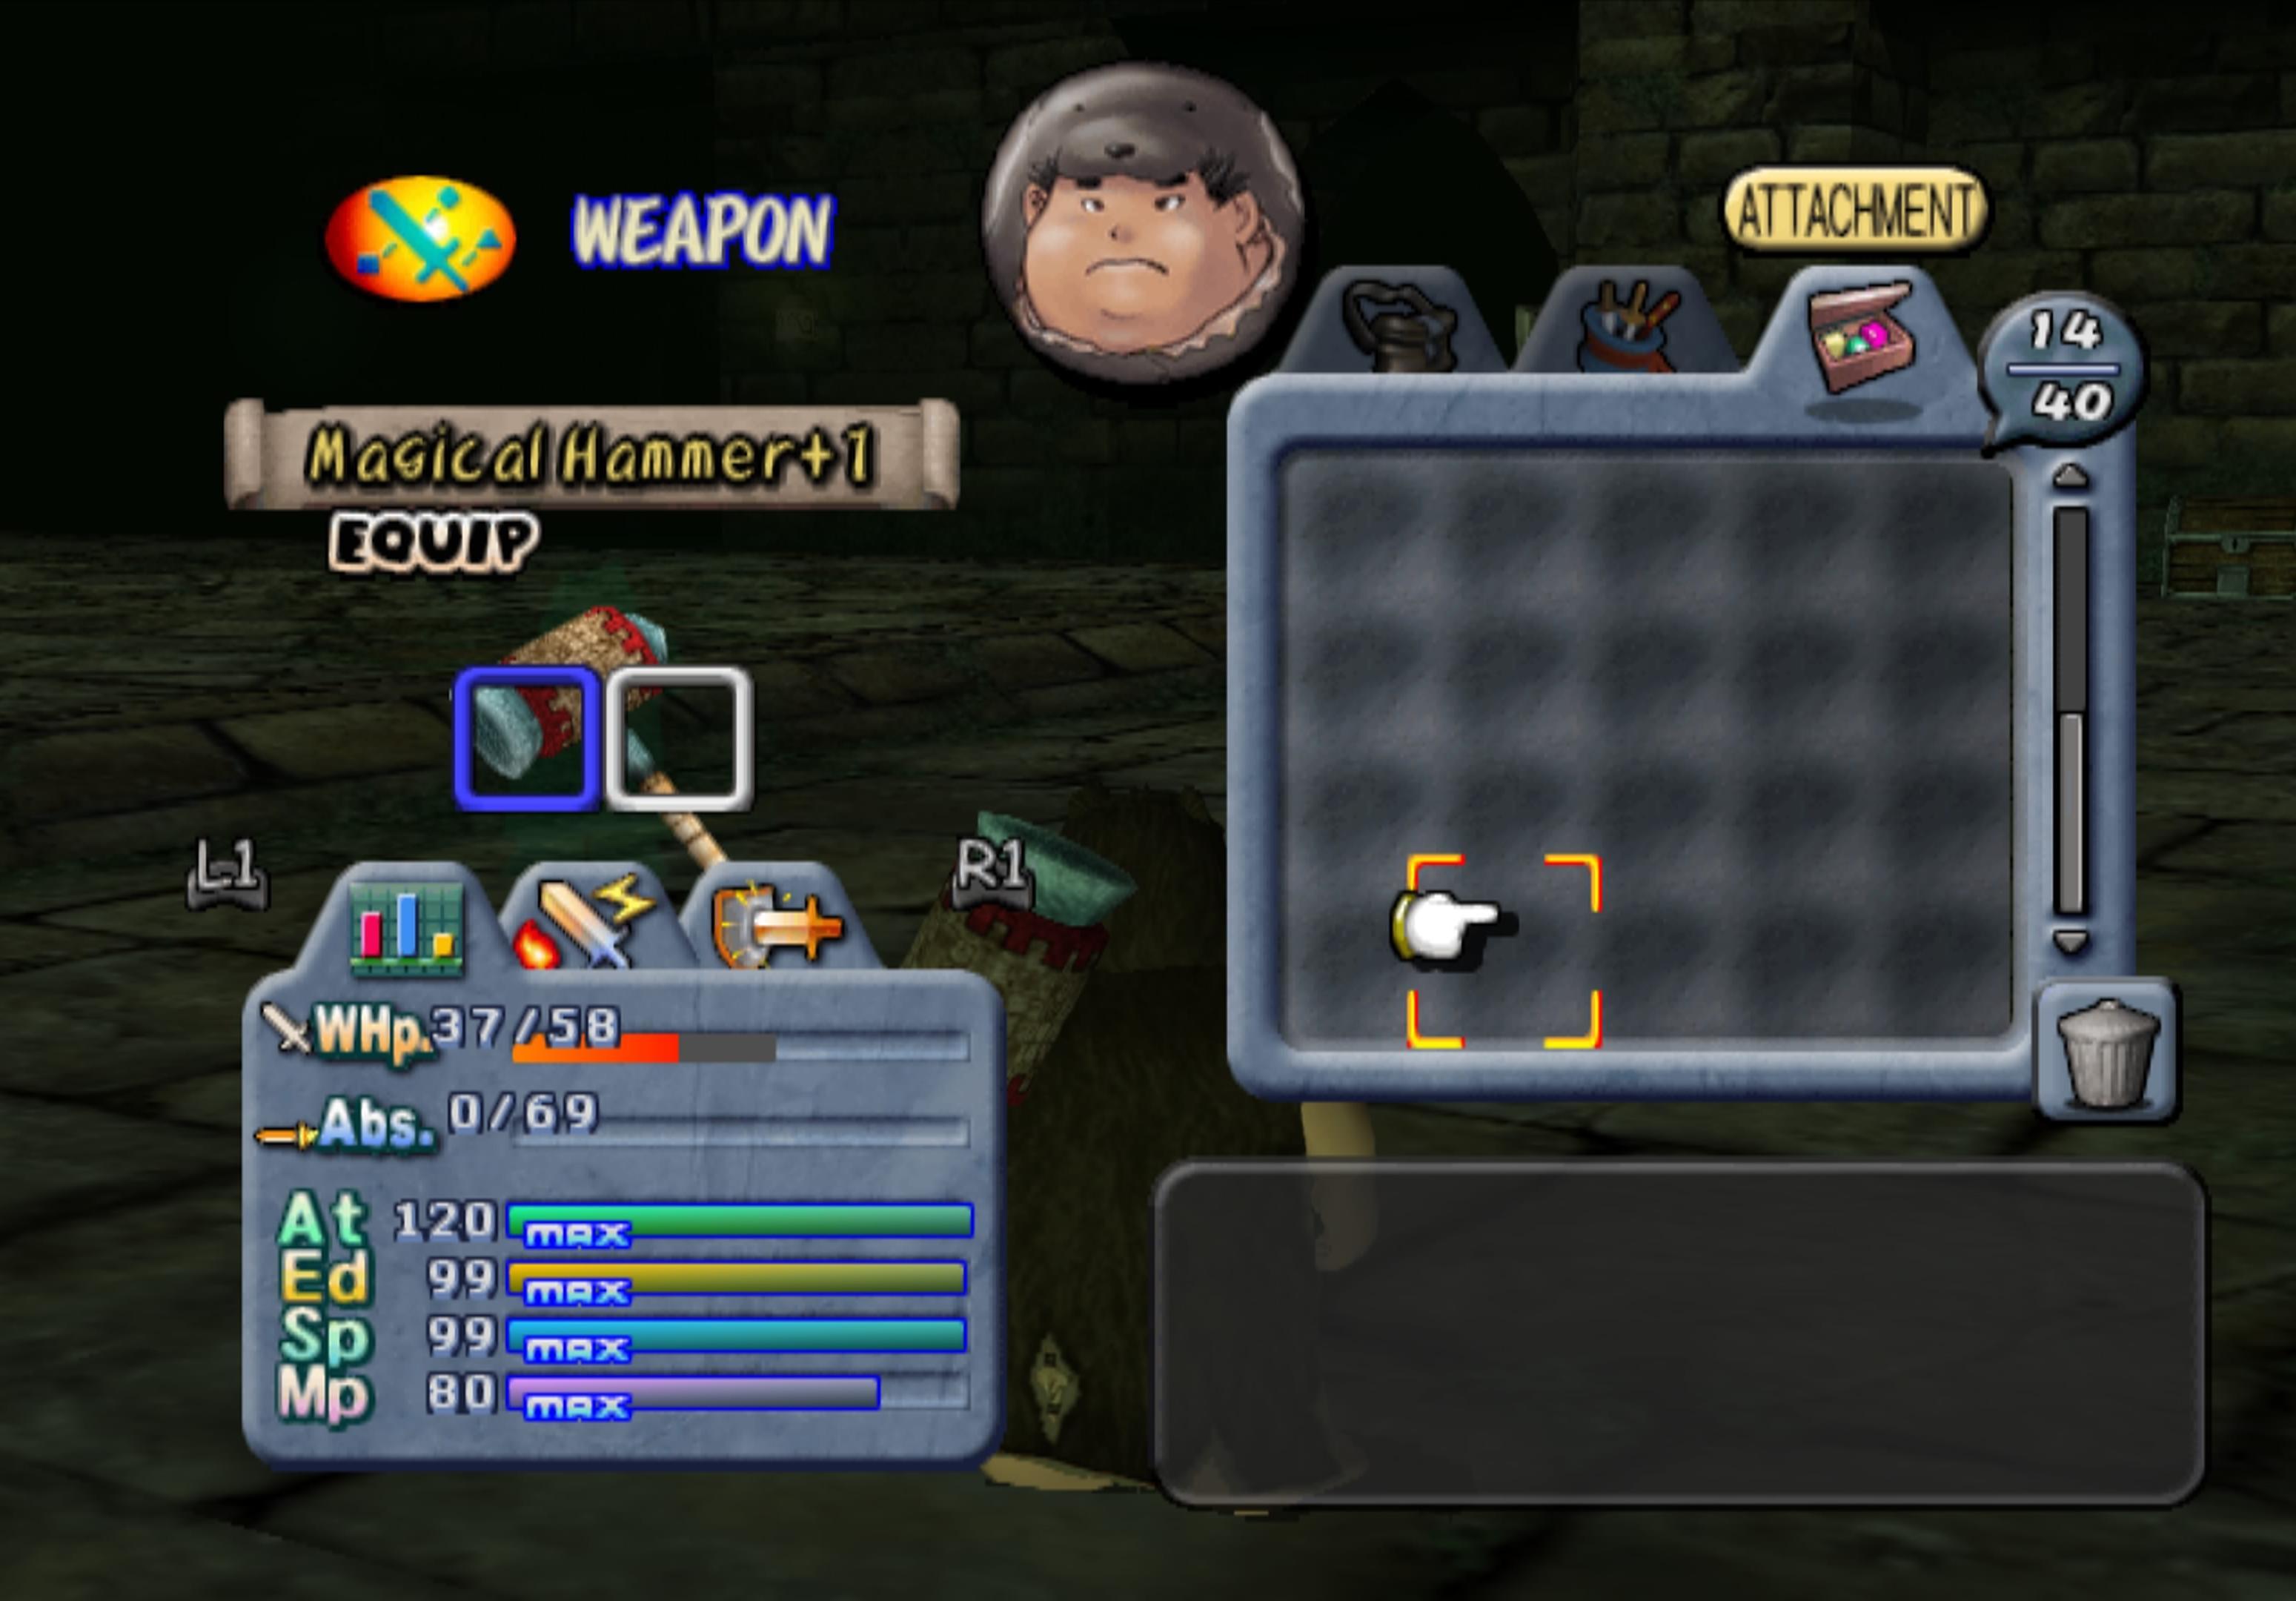 WEAPON
ATTACHMENT
14
40
Magical Hammer+1
EQUIP
L1
R1
WHp. 37/58
Abs. 0/69
At 120 max
Ed 99 max
Sp 99 max
Mp 80 max